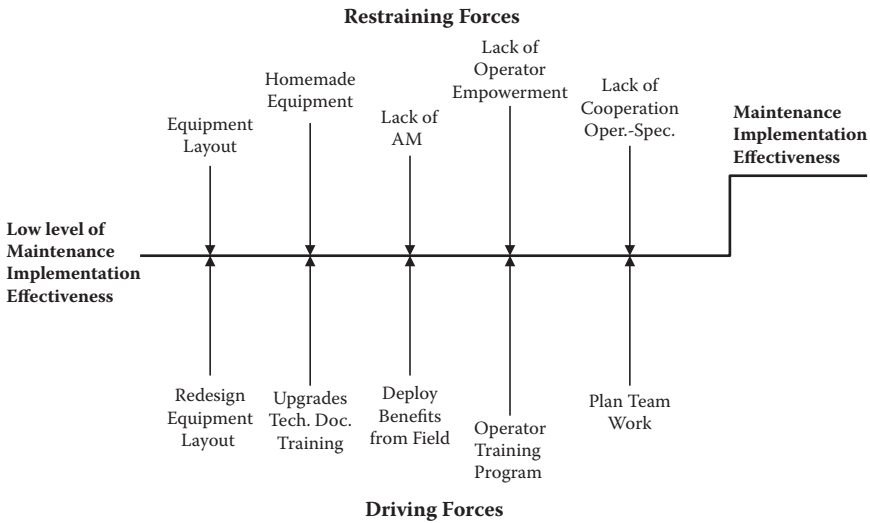 Restraining Forces
Equipment
Layout
Homemade
Equipment
Lack of
AM
Lack of
Operator
Empowerment
Lack of
Cooperation
Oper.-Spec.
Maintenance
Implementation
Effectiveness
Low level of
Maintenance
Implementation
Effectiveness
Redesign
Equipment
Layout
Upgrades
Tech. Doc.
Training
Deploy
Benefits
from Field
Operator
Training
Program
Plan Team
Work
Driving Forces